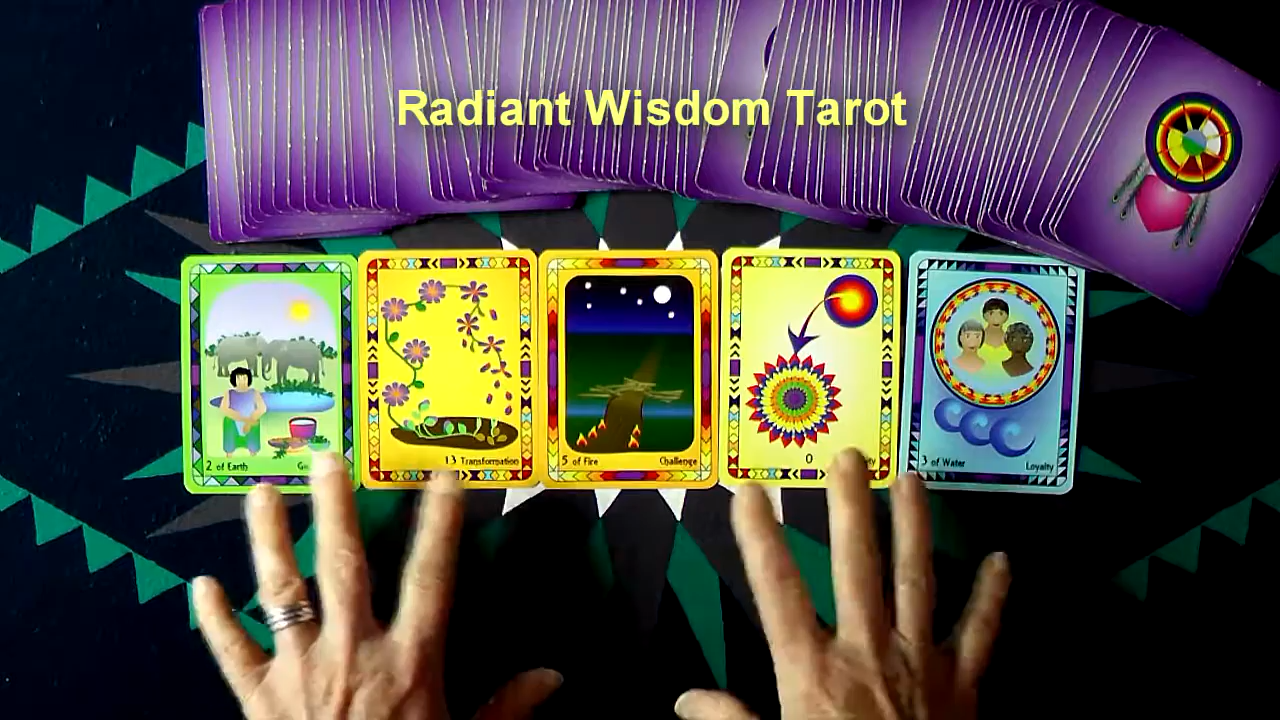 Radiant Wisdom Tarot
2 of Earth
13 Transformation
5 of Fire Challenge
0
3 of Water Loyalty